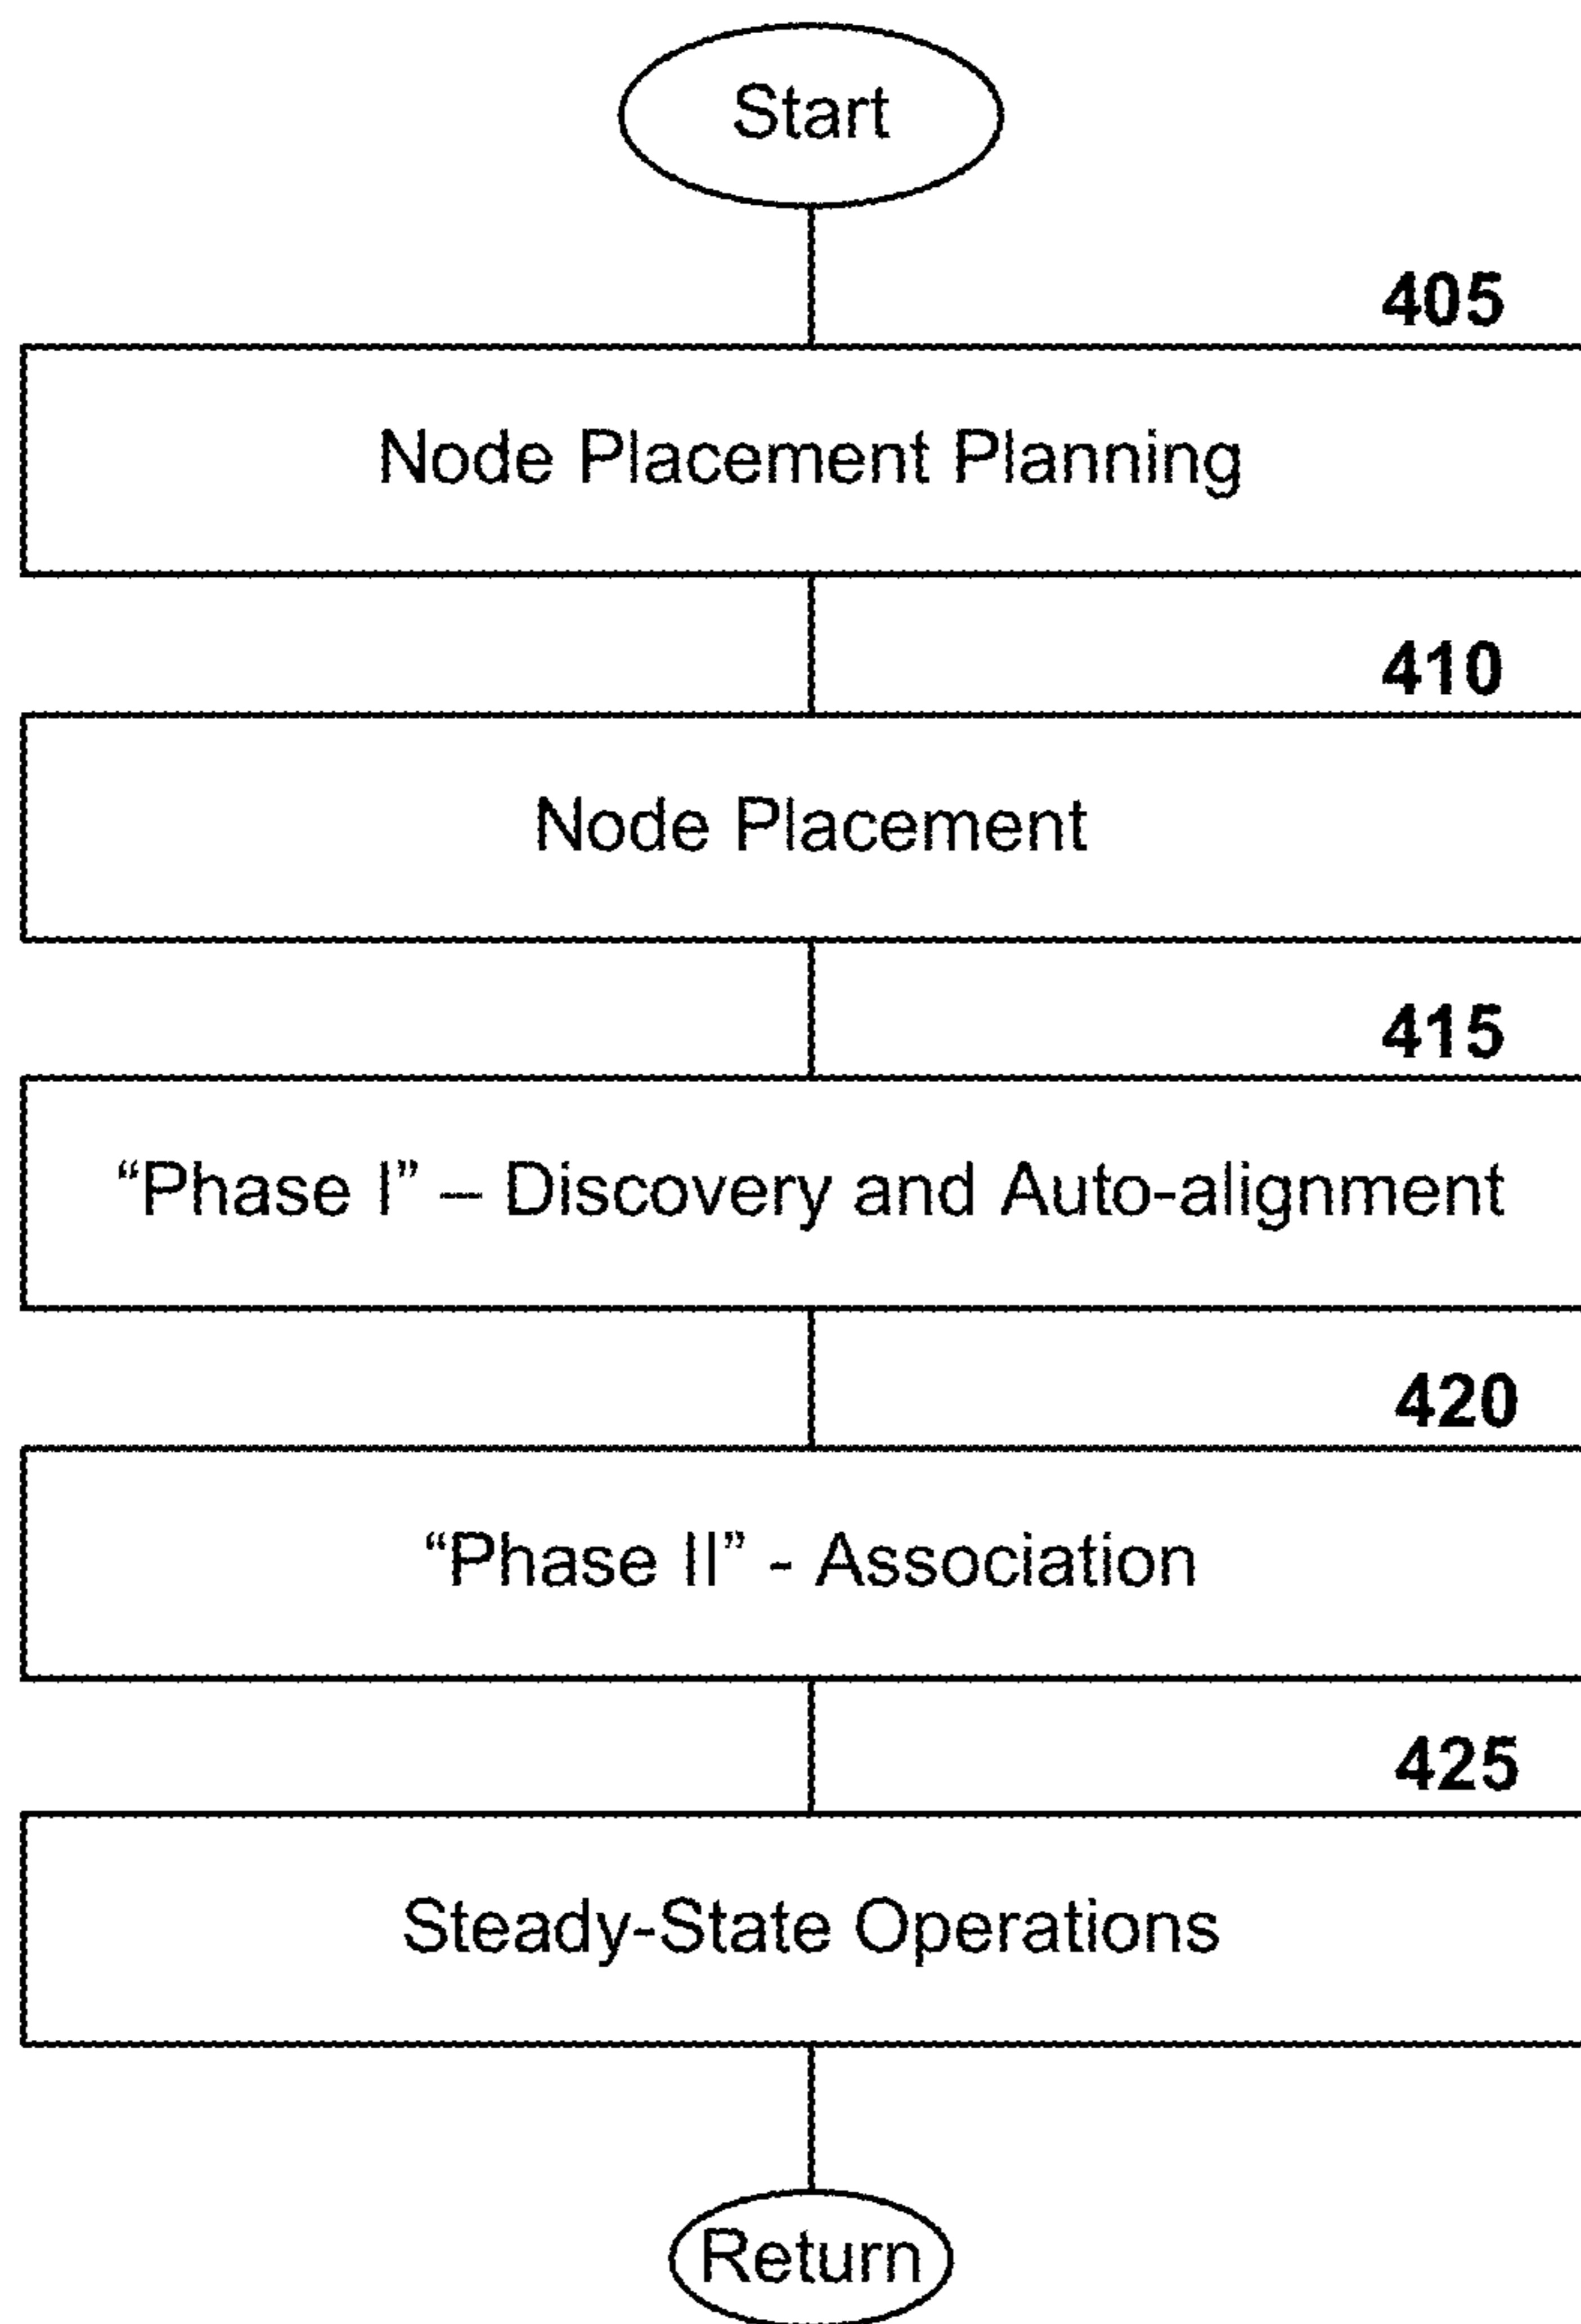 Start
405
Node Placement Planning
410
Node Placement
415
“Phase I” – Discovery and Auto-alignment
420
“Phase II” - Association
425
Steady-State Operations
Return